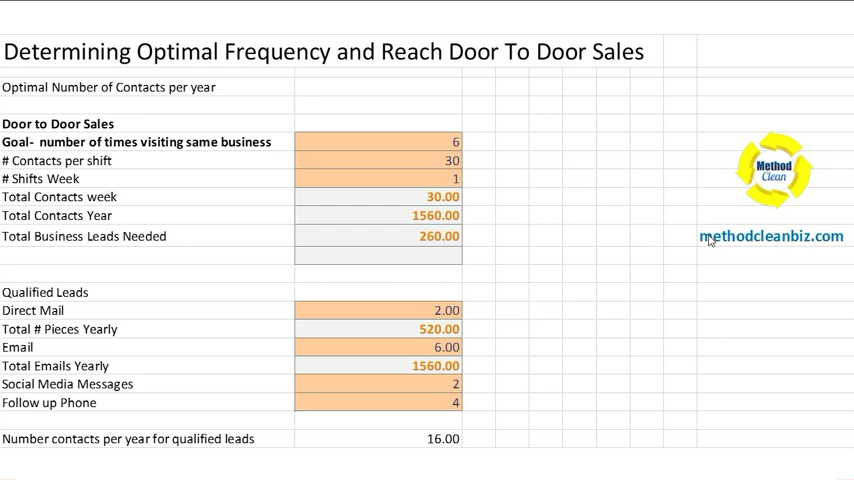 Determining Optimal Frequency and Reach Door To Door Sales
Optimal Number of Contacts per year
Door to Door Sales
Goal- number of times visiting same business 6
# Contacts per shift 30
# Shifts Week 1
Total Contacts week 30.00
Total Contacts Year 1560.00
Total Business Leads Needed 260.00
Method
Clean
methodcleanbiz.com
Qualified Leads
Direct Mail 2.00
Total # Pieces Yearly 520.00
Email 6.00
Total Emails Yearly 1560.00
Social Media Messages 2
Follow up Phone 4
Number contacts per year for qualified leads 16.00